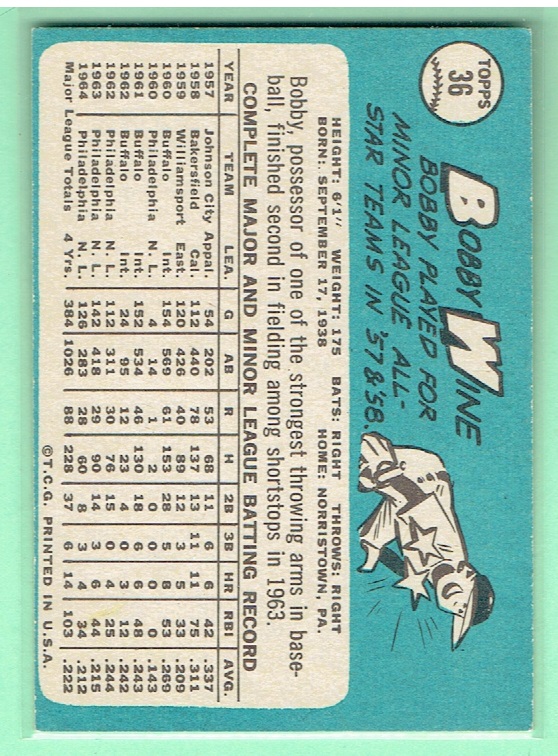 TOPPS
36
BOBBY WINE
BOBBY PLAYED FOR
MINOR LEAGUE ALL-
STAR TEAMS IN '57 & '58.
HEIGHT: 6'1" WEIGHT: 175 BATS: RIGHT THROWS: RIGHT
BORN: SEPTEMBER 17, 1938 HOME: NORRISTOWN, PA.
Bobby, possessor of one of the strongest throwing arms in base-
ball, finished second in fielding among shortstops in 1963.
COMPLETE MAJOR AND MINOR LEAGUE BATTING RECORD
YEAR TEAM LEA. G AB R H 2B 3B HR RBI AVG.
1957 Johnson City Appal. 54 202 53 68 11 6 6 42 .337
1958 Bakersfield Cal. 112 440 78 137 13 11 11 75 .311
1959 Williamsport East. 120 426 40 89 12 3 5 33 .209
1960 Buffalo Int. 154 569 61 153 28 5 8 53 .269
1960 Philadelphia N. L. 4 14 1 2 0 0 0 0 .143
1961 Buffalo Int. 152 534 46 130 18 6 6 48 .243
1962 Buffalo Int. 24 95 12 23 4 0 3 12 .242
1962 Philadelphia N. L. 112 311 30 76 15 0 4 25 .244
1963 Philadelphia N. L. 142 418 29 90 14 3 6 44 .215
1964 Philadelphia N. L. 126 283 28 60 8 3 4 34 .212
Major League Totals 4 Yrs. 384 1026 88 228 37 6 14 103 .222
©T.C.G. PRINTED IN U.S.A.